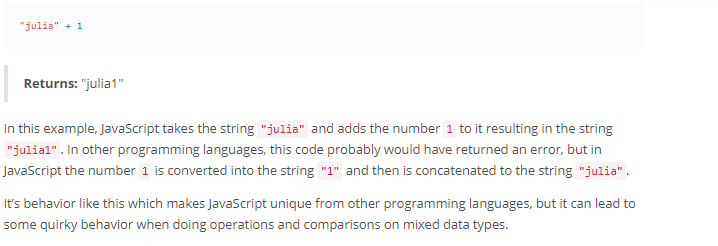 "julia" + 1
Returns: "julia1"
In this example, JavaScript takes the string "julia" and adds the number 1 to it resulting in the string
"julia1". In other programming languages, this code probably would have returned an error, but in
JavaScript the number 1 is converted into the string "1" and then is concatenated to the string "julia".
It's behavior like this which makes JavaScript unique from other programming languages, but it can lead to
some quirky behavior when doing operations and comparisons on mixed data types.